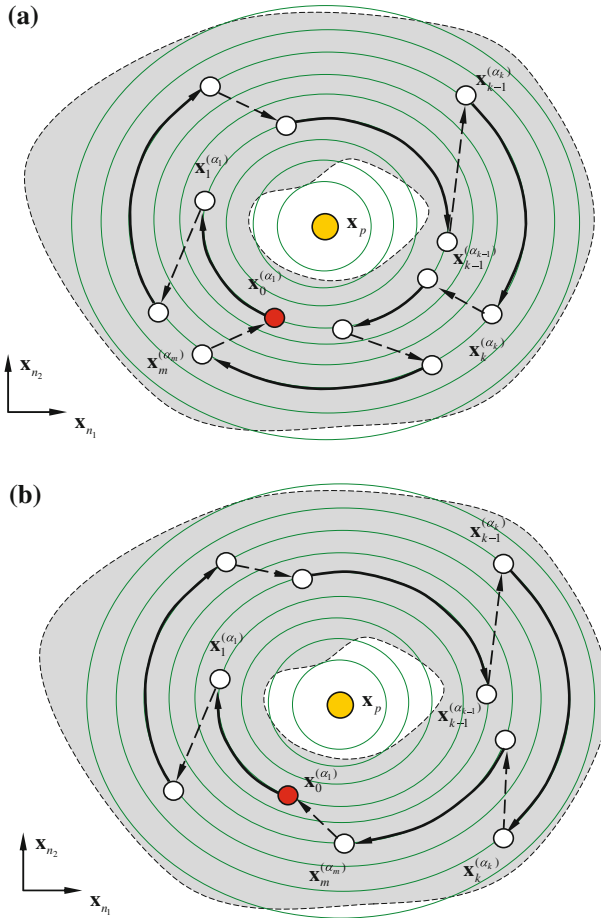 (a)
x_{k-1}^{(α_k)}
x_1^{(α_1)}
x_p
x_{k-1}^{(α_{k-1})}
x_0^{(α_1)}
x_m^{(α_m)}
x_k^{(α_k)}
x_{n_2}
x_{n_1}
(b)
x_{k-1}^{(α_k)}
x_1^{(α_1)}
x_p
x_{k-1}^{(α_{k-1})}
x_0^{(α_1)}
x_m^{(α_m)}
x_k^{(α_k)}
x_{n_2}
x_{n_1}